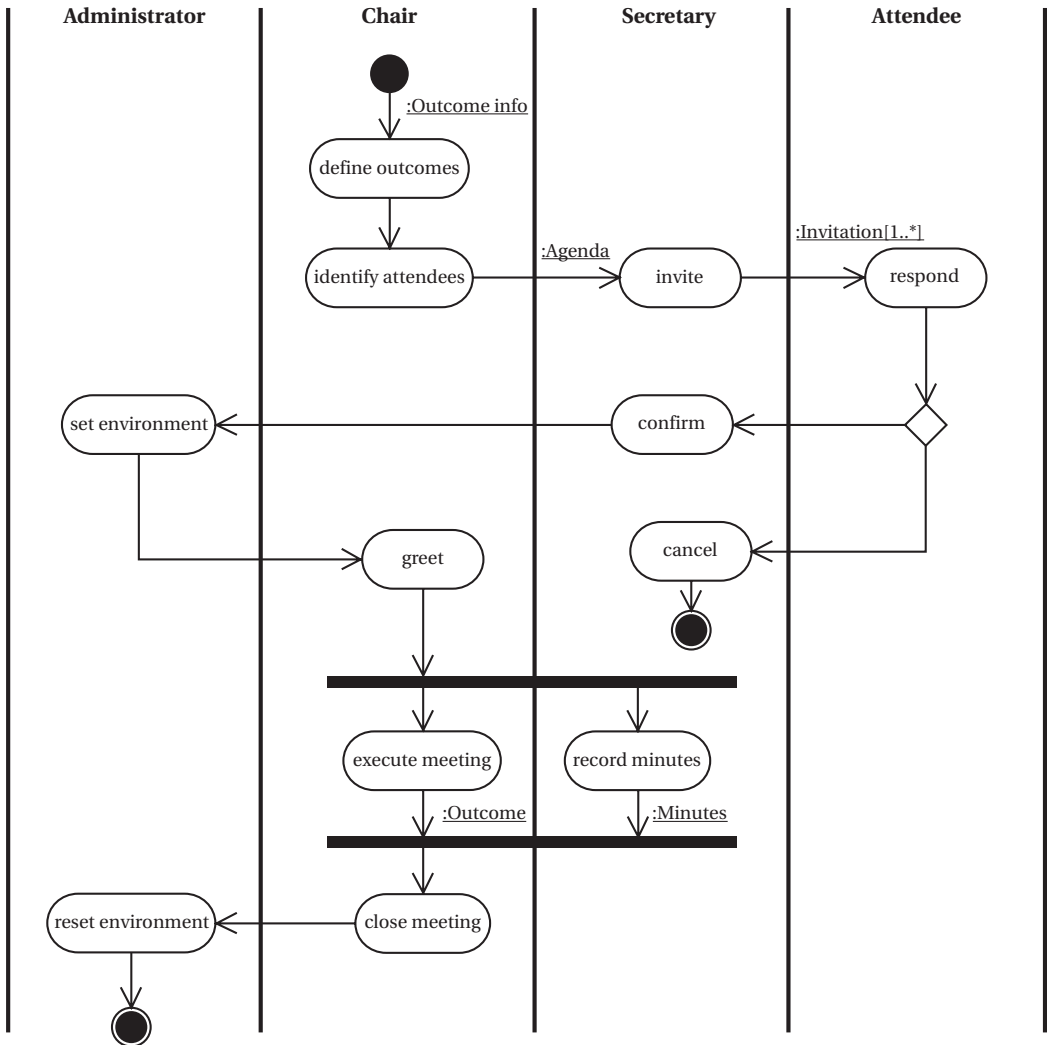 Administrator
Chair
Secretary
Attendee
:Outcome info
define outcomes
:Invitation[1..*]
:Agenda
identify attendees
invite
respond
set environment
confirm
greet
cancel
execute meeting
record minutes
:Outcome
:Minutes
reset environment
close meeting